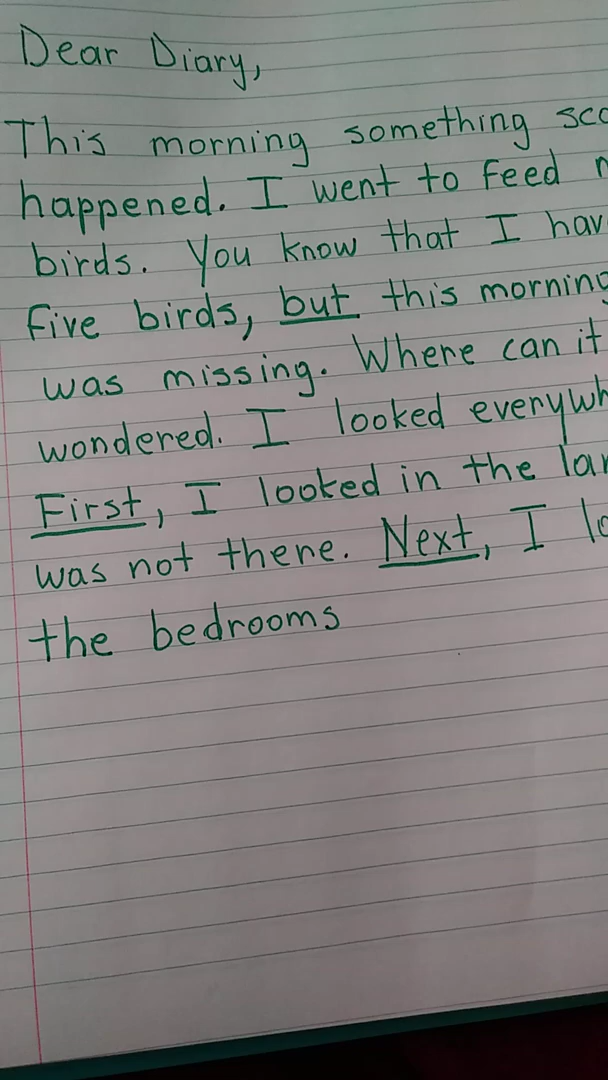 Dear Diary,
This morning something
happened. I went to feed
birds. You know that I
five birds, but this morning
was missing. Where can it
wondered. I looked
First, I looked in the
was not there. Next, I
the bedrooms